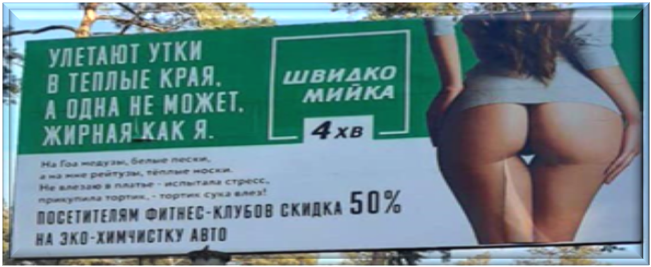 УЛЕТАЮТ УТКИ
В ТЕПЛЫЕ КРАЯ,
А ОДНА НЕ МОЖЕТ,
ЖИРНАЯ КАК Я.
ШВИДКО
МИЙКА
4 ХВ
На Гоа медузы, белые пески,
а на мне рейтузы, тёплые носки.
Не влезаю в платье - испытала стресс,
прикупила тортик, - тортик сука влез!
ПОСЕТИТЕЛЯМ ФИТНЕС-КЛУБОВ СКИДКА 50%
НА ЭКО-ХИМЧИСТКУ АВТО